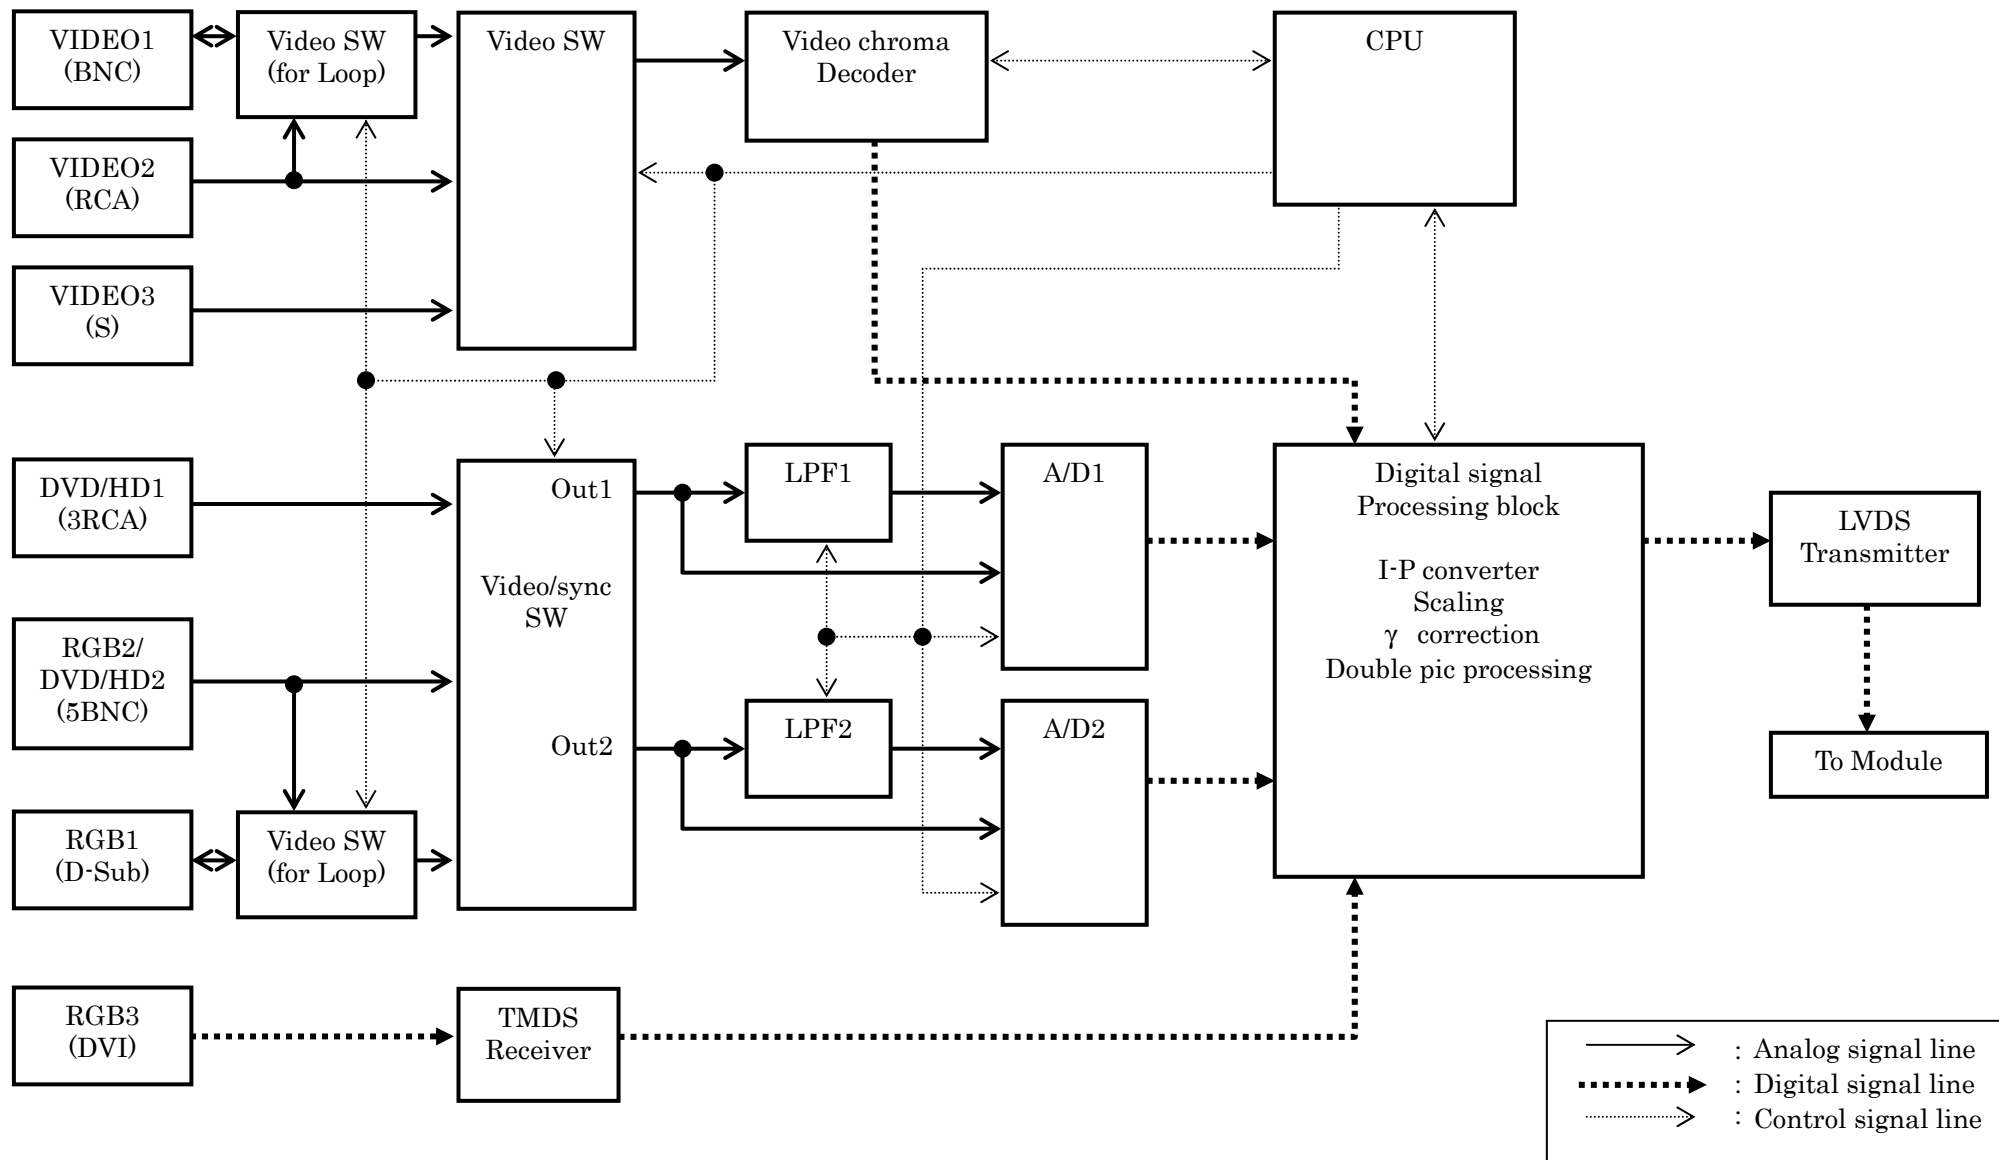 VIDEO1
(BNC)
Video SW
(for Loop)
Video SW
Video chroma
Decoder
CPU
VIDEO2
(RCA)
VIDEO3
(S)
DVD/HD1
(3RCA)
Out1
Video/sync
SW
Out2
LPF1
A/D1
Digital signal
Processing block
I-P converter
Scaling
γ correction
Double pic processing
LVDS
Transmitter
RGB2/
DVD/HD2
(5BNC)
LPF2
A/D2
To Module
RGB1
(D-Sub)
Video SW
(for Loop)
RGB3
(DVI)
TMDS
Receiver
: Analog signal line
: Digital signal line
: Control signal line